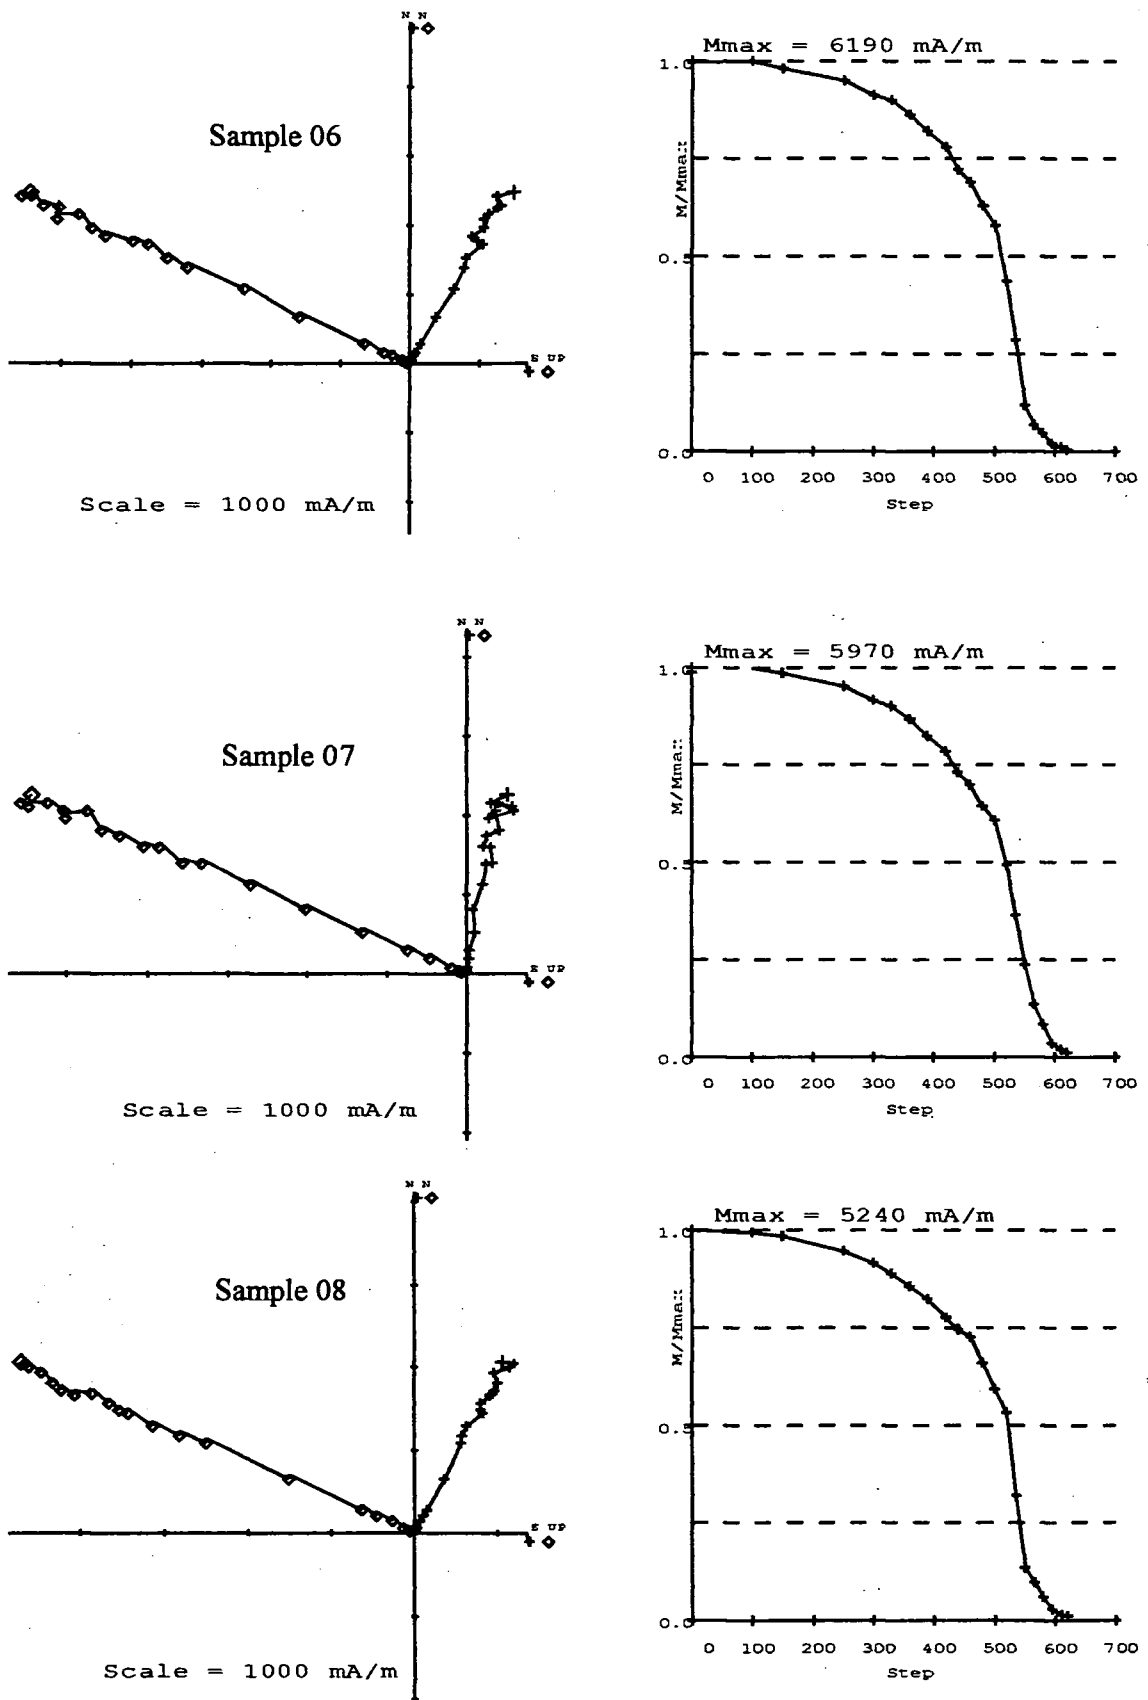 N N
Sample 06
E UP
Scale = 1000 mA/m
Mmax = 6190 mA/m
1.0
M/Mmax
0.5
0.0
0 100 200 300 400 500 600 700
Step
N N
Sample 07
E UP
Scale = 1000 mA/m
Mmax = 5970 mA/m
1.0
M/Mmax
0.5
0.0
0 100 200 300 400 500 600 700
Step
N N
Sample 08
E UP
Scale = 1000 mA/m
Mmax = 5240 mA/m
1.0
M/Mmax
0.5
0.0
0 100 200 300 400 500 600 700
Step